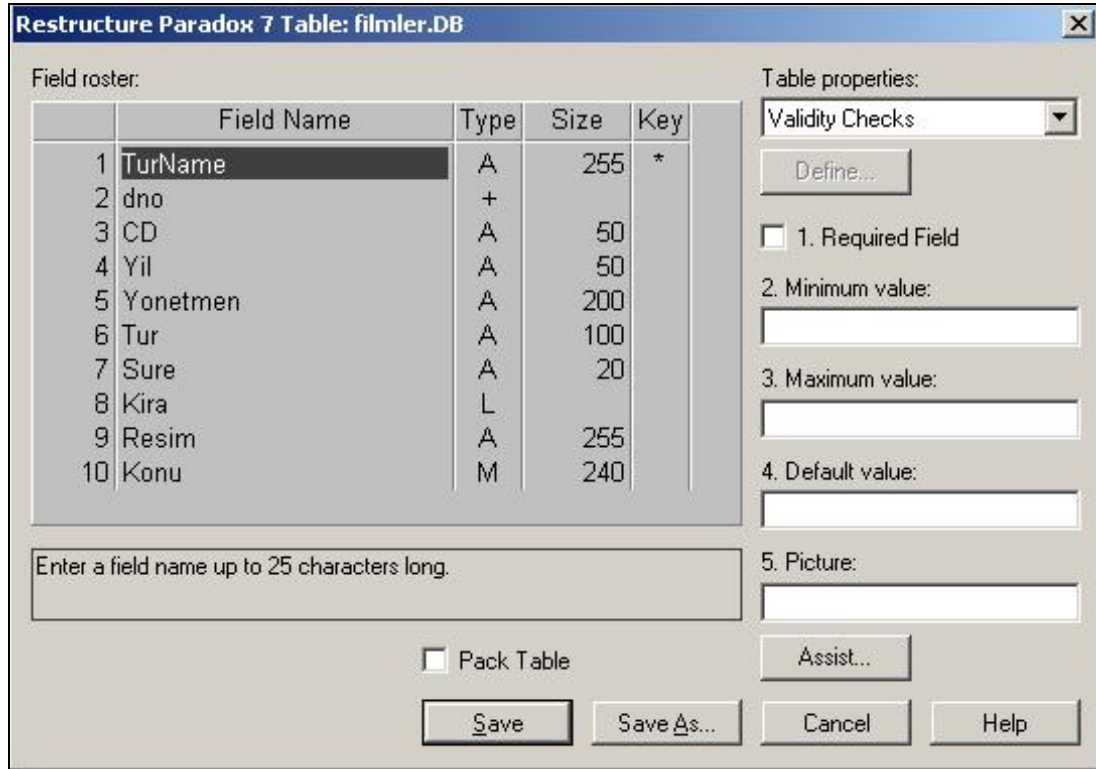 Restructure Paradox 7 Table: filmler.DB
Field roster:
Field Name Type Size Key
1 TurName A 255 *
2 dno +
3 CD A 50
4 Yil A 50
5 Yonetmen A 200
6 Tur A 100
7 Sure A 20
8 Kira L
9 Resim A 255
10 Konu M 240
Enter a field name up to 25 characters long.
Pack Table
Table properties:
Validity Checks
Define...
1. Required Field
2. Minimum value:
3. Maximum value:
4. Default value:
5. Picture:
Assist...
Save Save As... Cancel Help